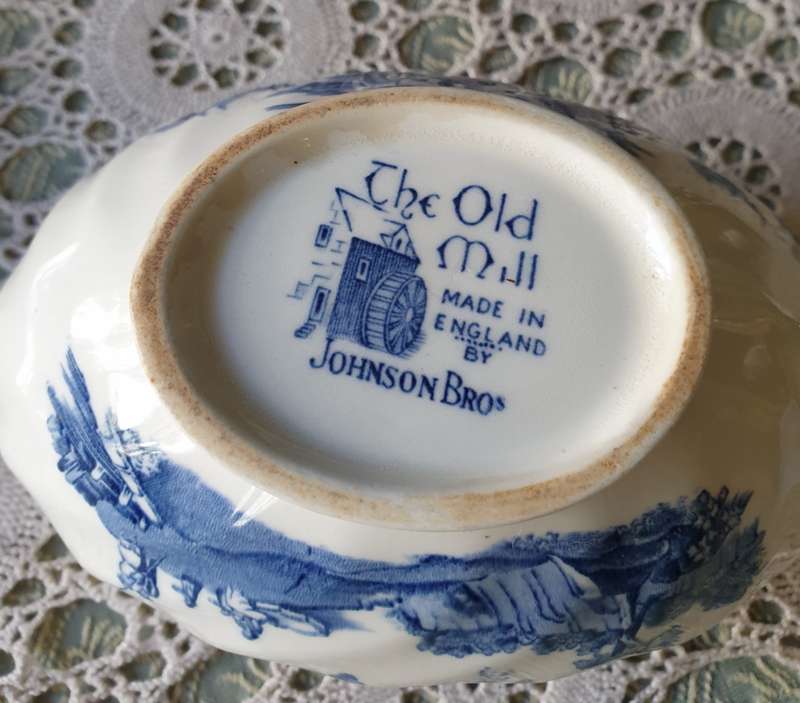 The Old
Mill
MADE IN
ENGLAND
BY
JOHNSON BROS